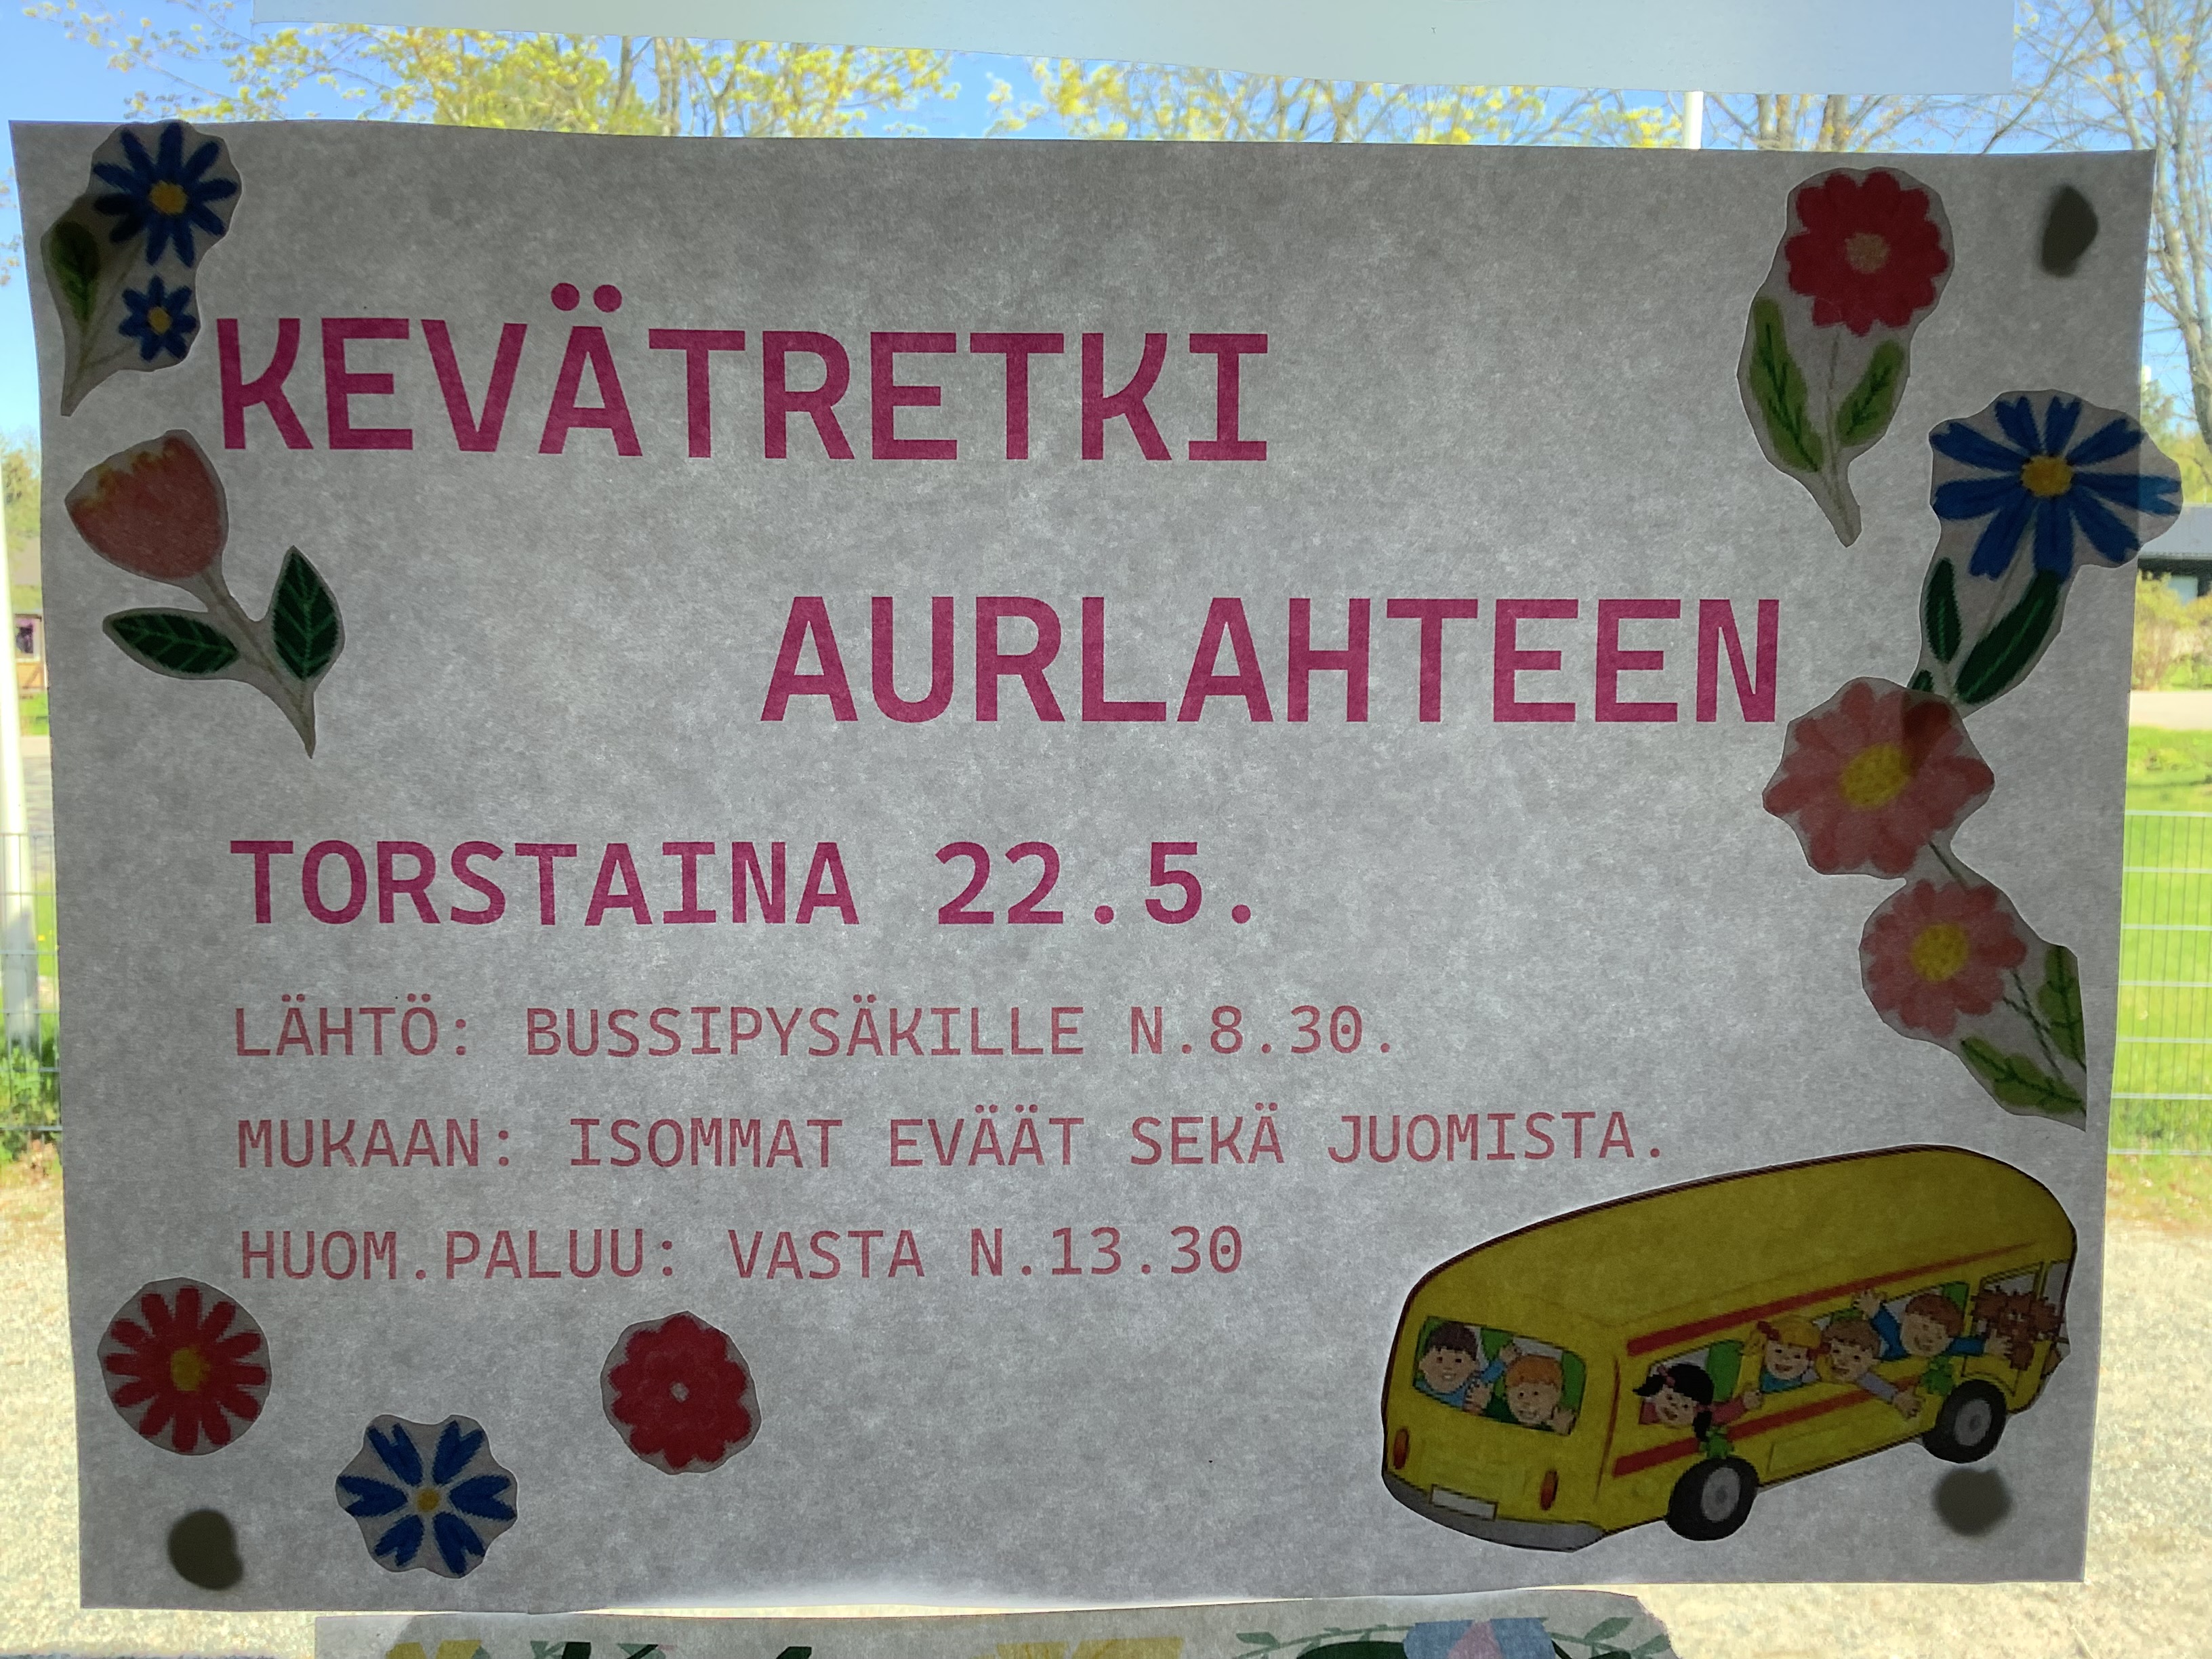 KEVÄTRETKI
AURLAHTEEN
TORSTAINA 22.5.
LÄHTÖ: BUSSIPYSÄKILLE N.8.30.
MUKAAN: ISOMMAT EVÄÄT SEKÄ JUOMISTA.
HUOM.PALUU: VASTA N.13.30